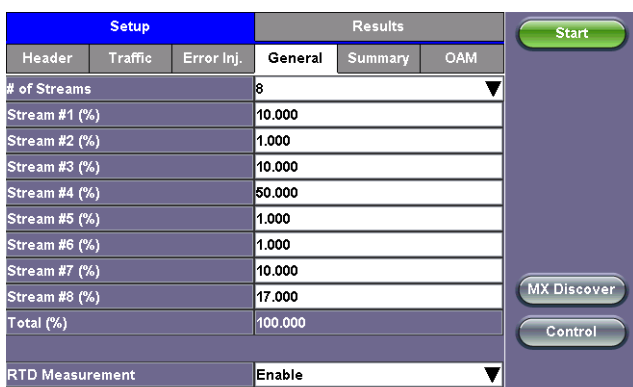 Setup Results
Start
Header Traffic Error Inj. General Summary OAM
# of Streams 8
Stream #1 (%) 10.000
Stream #2 (%) 1.000
Stream #3 (%) 10.000
Stream #4 (%) 50.000
Stream #5 (%) 1.000
Stream #6 (%) 1.000
Stream #7 (%) 10.000
Stream #8 (%) 17.000
MX Discover
Total (%) 100.000
Control
RTD Measurement Enable